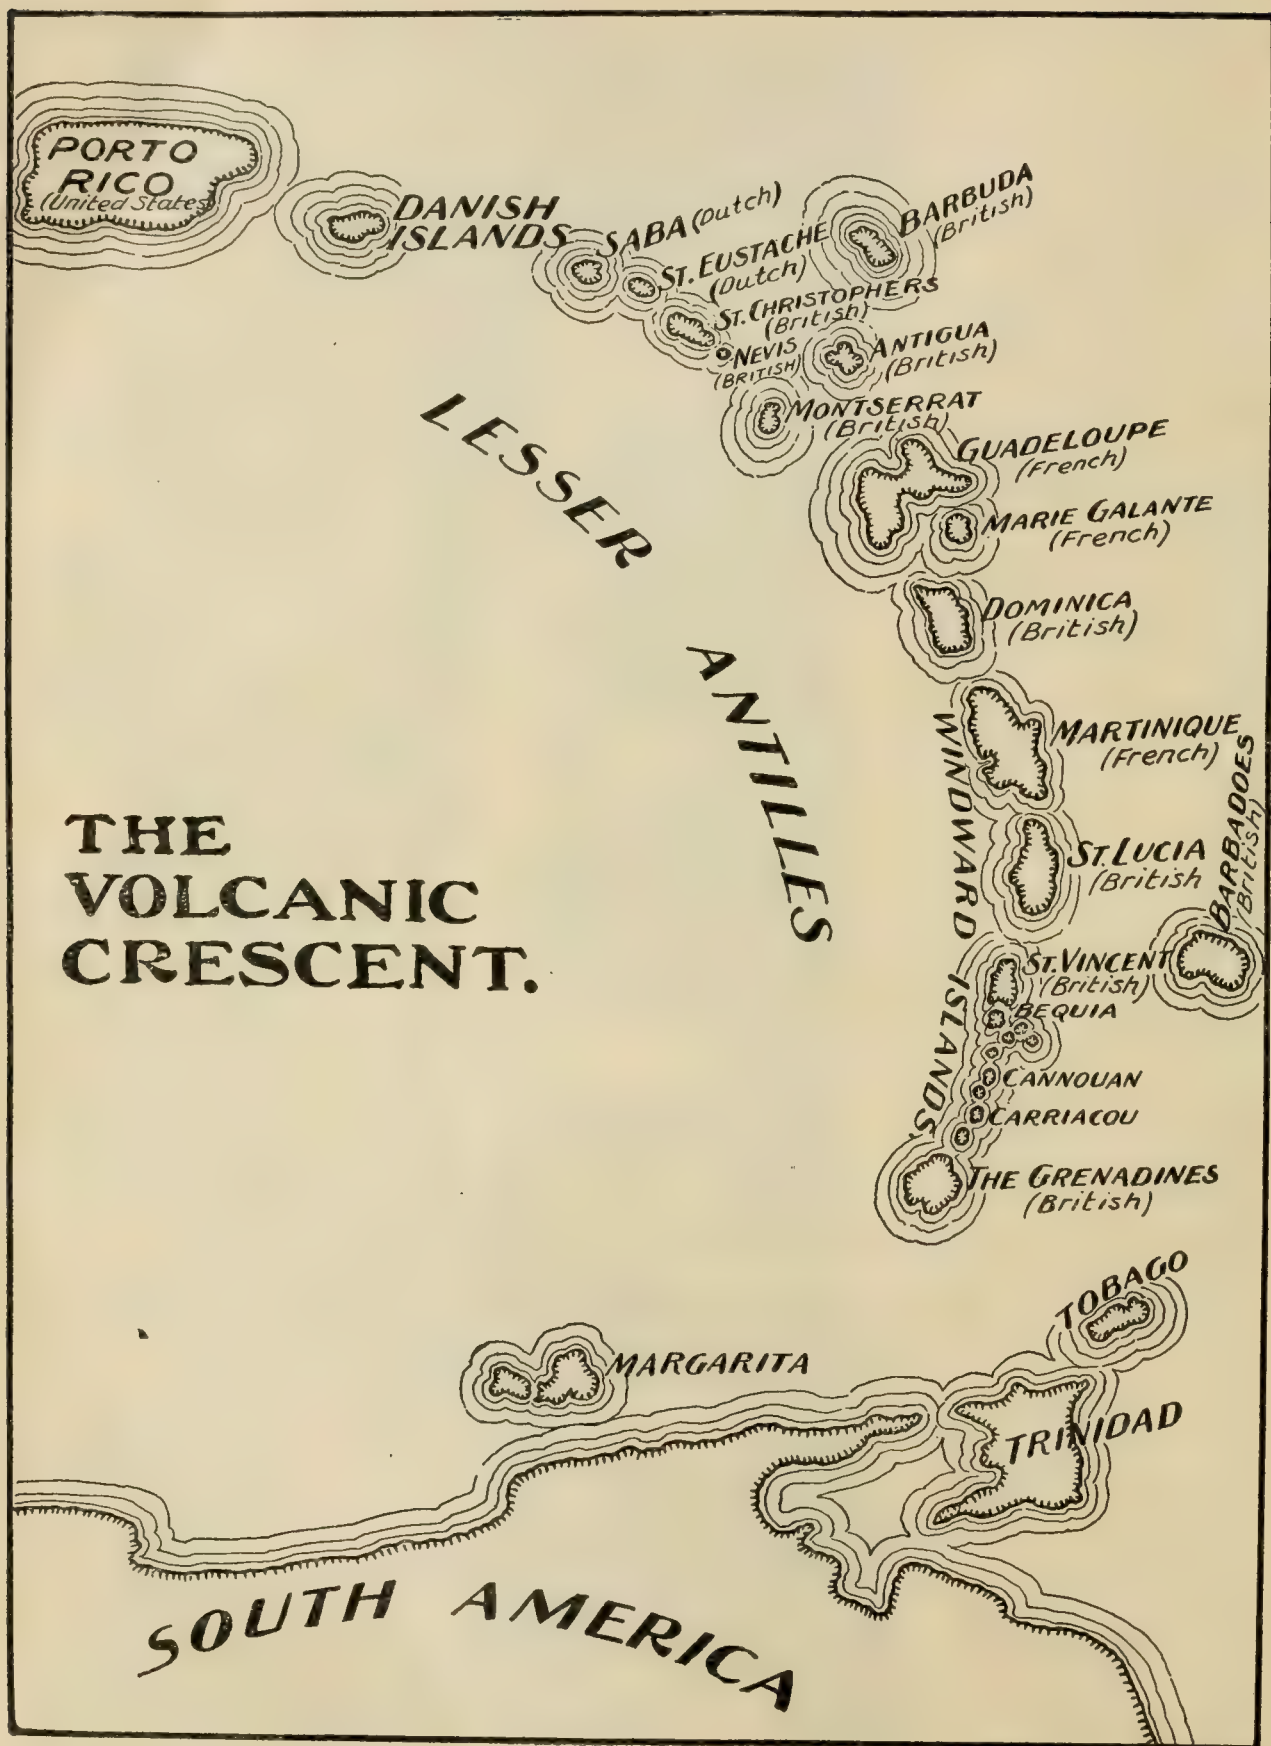 PORTO
RICO
(United States)
DANISH
ISLANDS
SABA (Dutch)
ST. EUSTACHE
(Dutch)
BARBUDA
(British)
ST. CHRISTOPHERS
(British)
NEVIS
(BRITISH)
ANTIGUA
(British)
MONTSERRAT
(British)
GUADELOUPE
(French)
MARIE GALANTE
(French)
DOMINICA
(British)
LESSER
ANTILLES
MARTINIQUE
(French)
WINDWARD
ISLANDS.
ST. LUCIA
(British
BARBADOES
(British)
ST. VINCENT
(British)
BEQUIA
CANNOUAN
CARRIACOU
THE GRENADINES
(British)
THE
VOLCANIC
CRESCENT.
TOBAGO
MARGARITA
TRINIDAD
SOUTH AMERICA